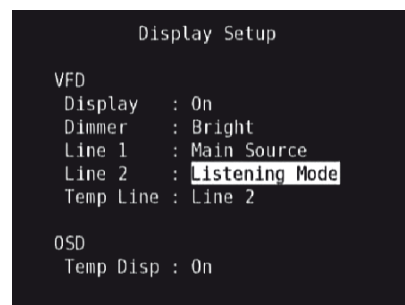 Display Setup
VFD
Display : On
Dimmer : Bright
Line 1 : Main Source
Line 2 : Listening Mode
Temp Line : Line 2
OSD
Temp Disp : On